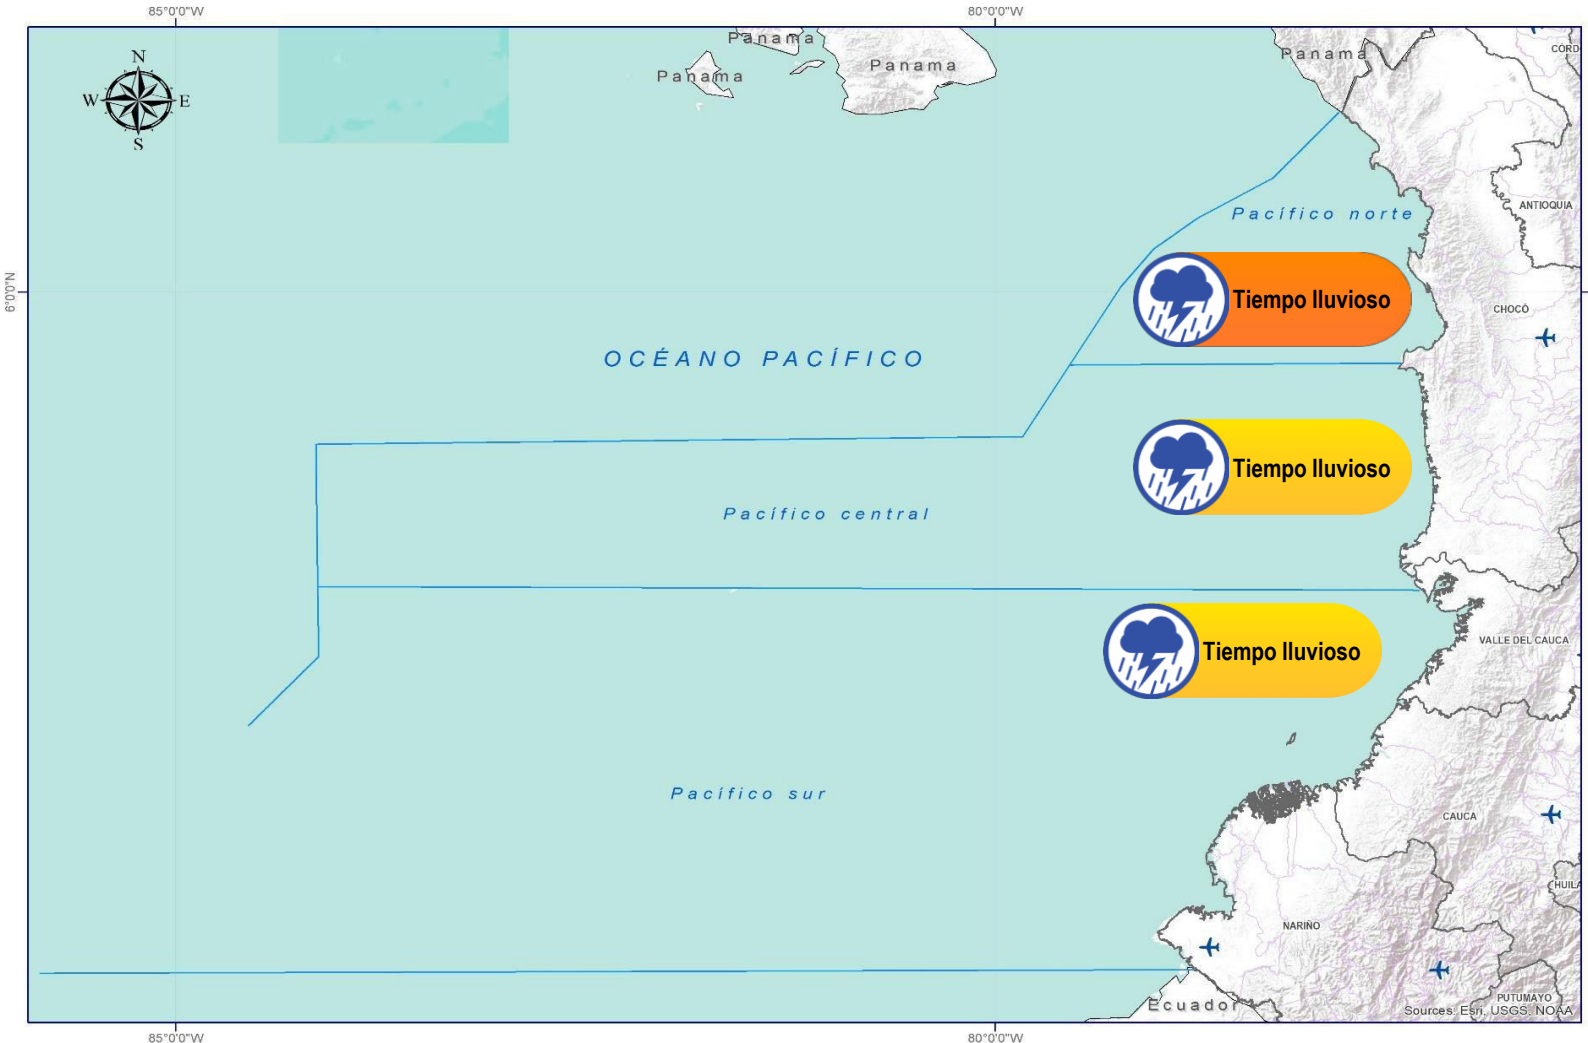 85°0'0"W
80°0'0"W
N
W
E
S
Panama
Panama
Panama
Panama
CÓRD
ANTIOQUIA
Pacífico norte
6°0'0"N
Tiempo lluvioso
CHOCÓ
OCÉANO PACÍFICO
Tiempo lluvioso
Pacífico central
VALLE DEL CAUCA
Tiempo lluvioso
Pacífico sur
CAUCA
HUILA
NARIÑO
PUTUMAYO
Ecuador
Sources: Esri, USGS, NOAA
85°0'0"W
80°0'0"W